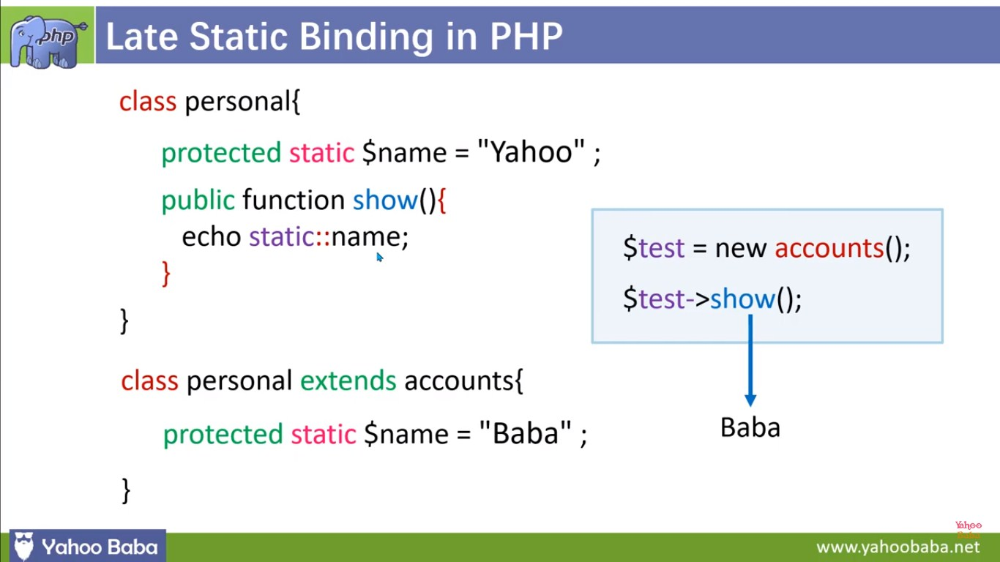 php
Late Static Binding in PHP
class personal{
protected static $name = "Yahoo" ;
public function show(){
echo static::name;
}
}
class personal extends accounts{
protected static $name = "Baba" ;
}
$test = new accounts();
$test->show();
Baba
Yahoo
Baba
Yahoo Baba
www.yahoobaba.net